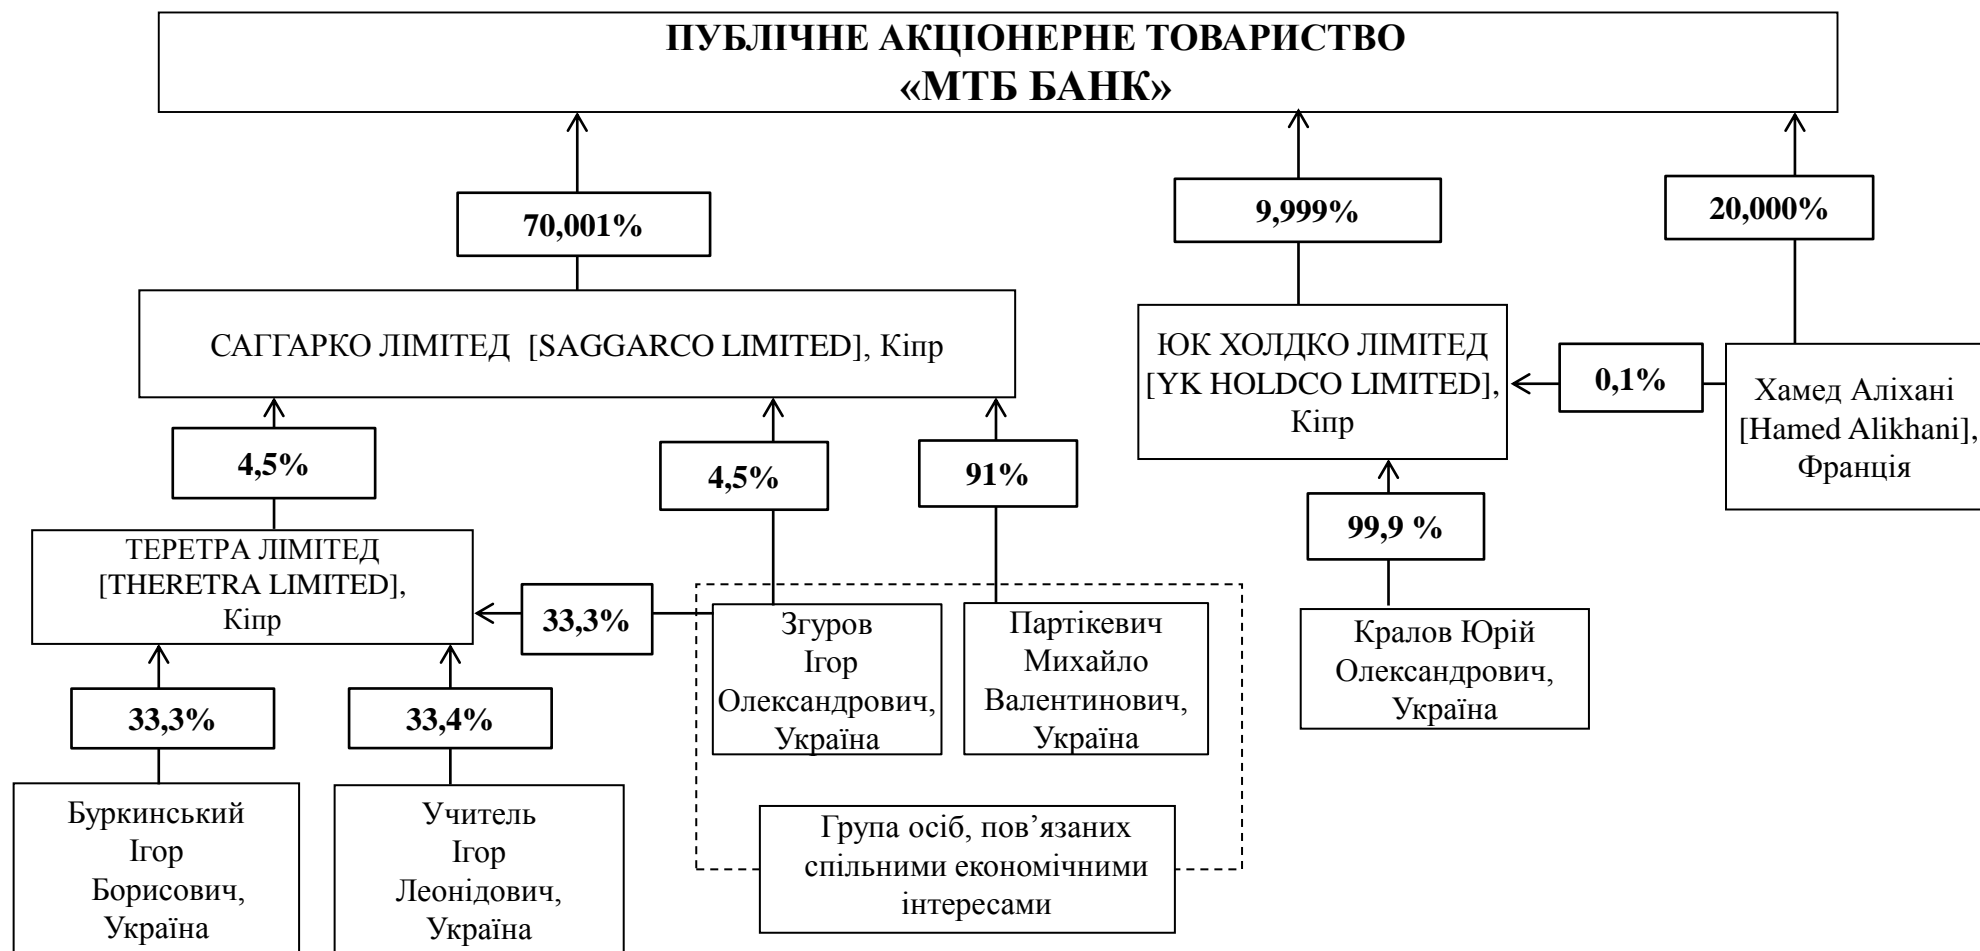 ПУБЛІЧНЕ АКЦІОНЕРНЕ ТОВАРИСТВО
«МТБ БАНК»
70,001%
9,999%
20,000%
САГГАРКО ЛІМІТЕД [SAGGARCO LIMITED], Кіпр
ЮК ХОЛДКО ЛІМІТЕД
[YK HOLDCO LIMITED],
Кіпр
0,1%
Хамед Аліхані
[Hamed Alikhani],
Франція
4,5%
4,5%
91%
99,9 %
ТЕРЕТРА ЛІМІТЕД
[THERETRA LIMITED],
Кіпр
33,3%
Згуров
Ігор
Олександрович,
Україна
Партікевич
Михайло
Валентинович,
Україна
Кралов Юрій
Олександрович,
Україна
33,3%
33,4%
Буркинський
Ігор
Борисович,
Україна
Учитель
Ігор
Леонідович,
Україна
Група осіб, пов’язаних
спільними економічними
інтересами